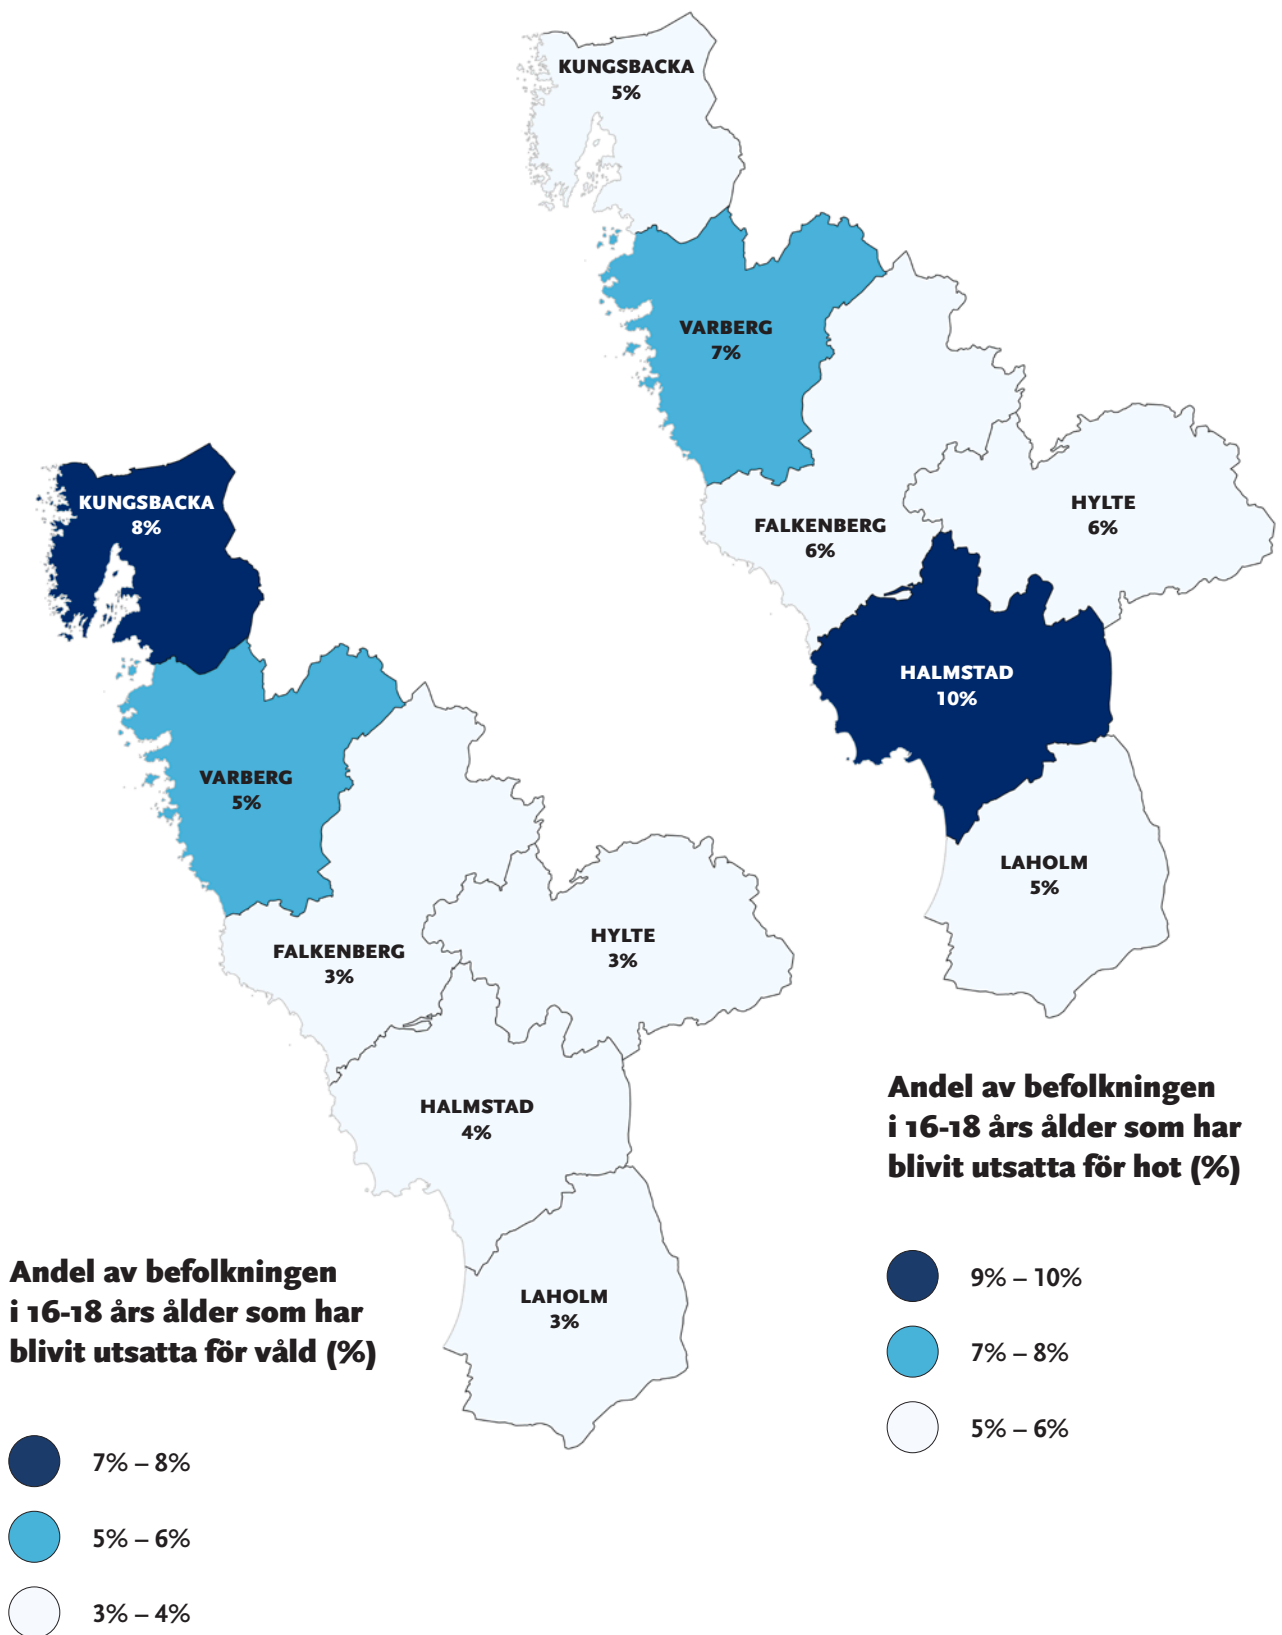 KUNGSBACKA
5%
VARBERG
7%
FALKENBERG
6%
HYLTE
6%
HALMSTAD
10%
LAHOLM
5%
Andel av befolkningen
i 16-18 års ålder som har
blivit utsatta för hot (%)
9% – 10%
7% – 8%
5% – 6%
KUNGSBACKA
8%
VARBERG
5%
FALKENBERG
3%
HYLTE
3%
HALMSTAD
4%
LAHOLM
3%
Andel av befolkningen
i 16-18 års ålder som har
blivit utsatta för våld (%)
7% – 8%
5% – 6%
3% – 4%